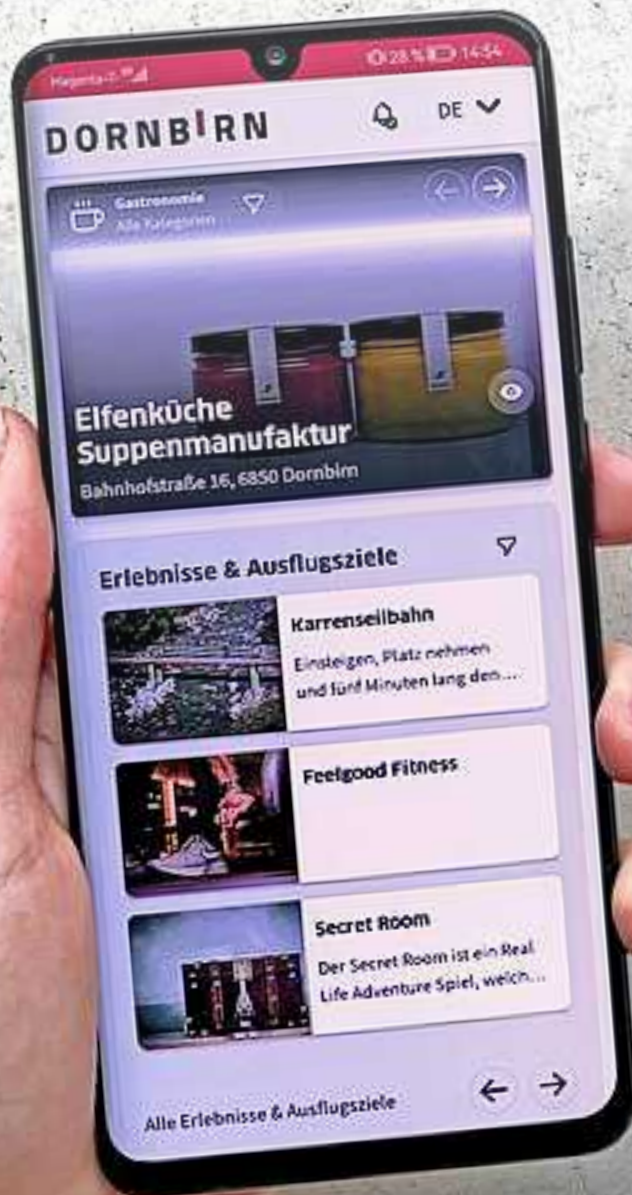 Magenta-T-
28 % 14:54
DORNBIRN
DE
Gastronomie
Alle Kategorien
Elfenküche
Suppenmanufaktur
Bahnhofstraße 16, 6850 Dornbirn
Erlebnisse & Ausflugsziele
Karrenseilbahn
Einsteigen, Platz nehmen
und fünf Minuten lang den ...
Feelgood Fitness
Secret Room
Der Secret Room ist ein Real
Life Adventure Spiel, welch...
Alle Erlebnisse & Ausflugsziele